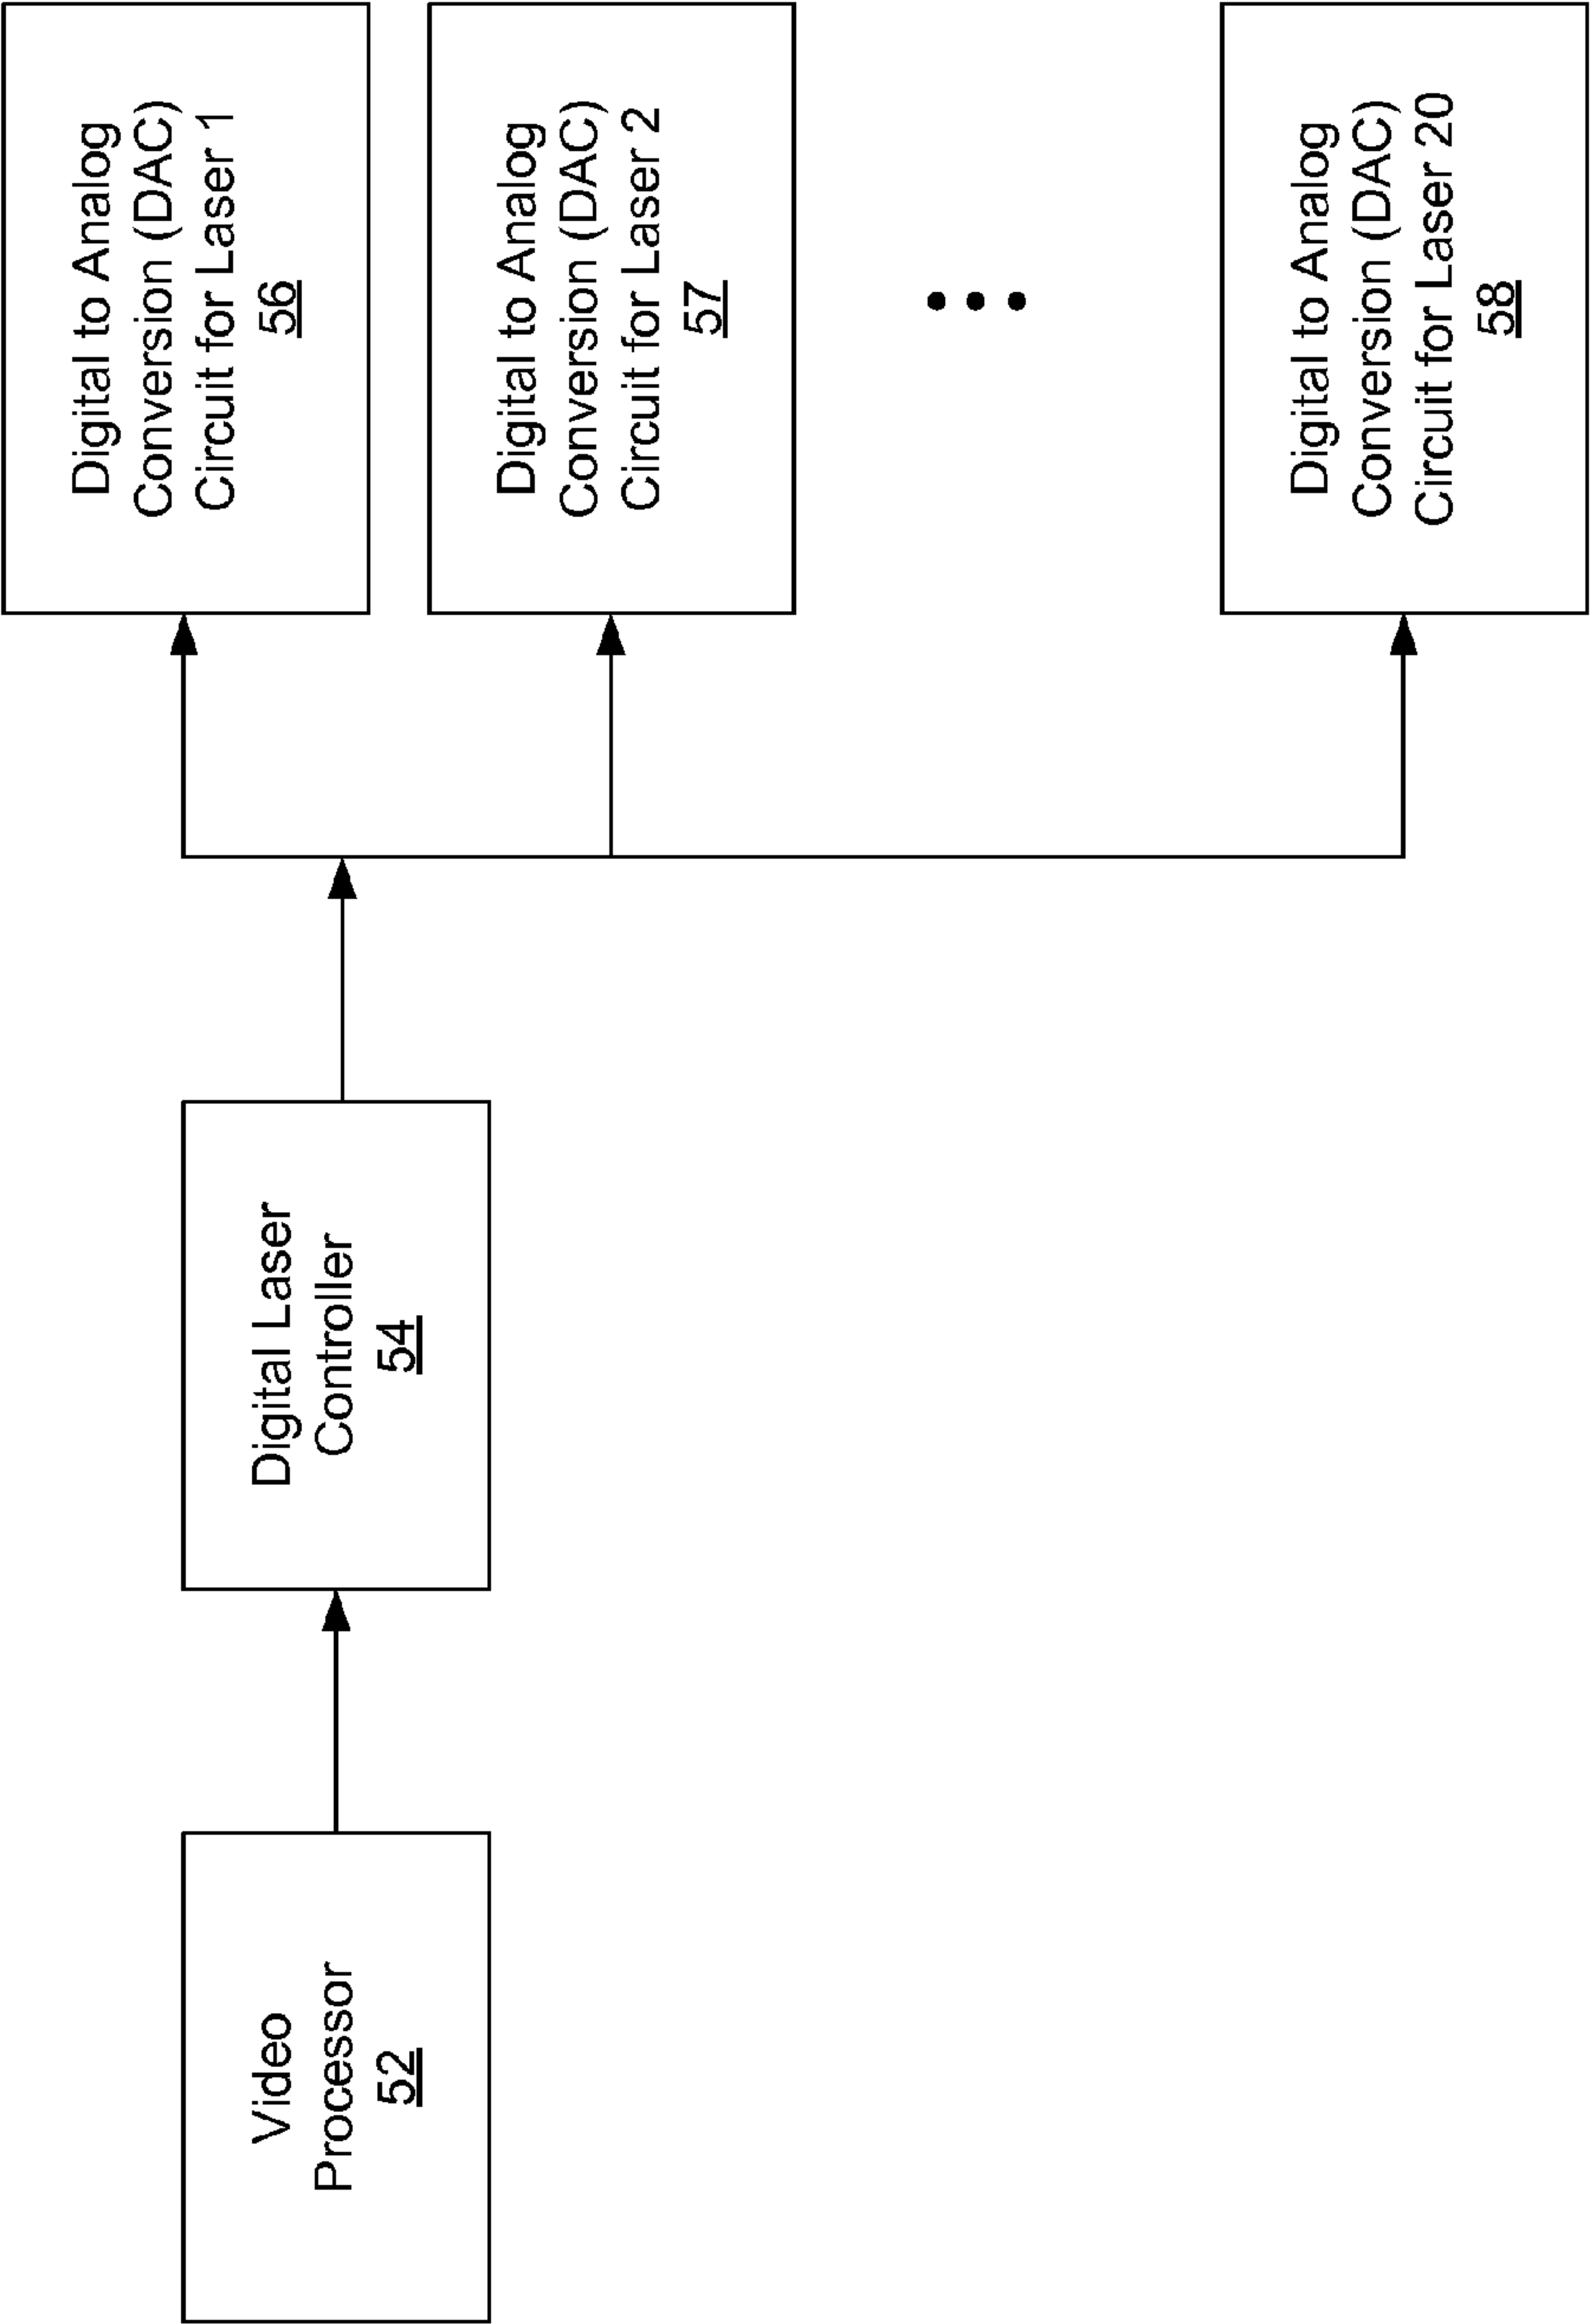 Video
Processor
52
Digital Laser
Controller
54
Digital to Analog
Conversion (DAC)
Circuit for Laser 1
56
Digital to Analog
Conversion (DAC)
Circuit for Laser 2
57
Digital to Analog
Conversion (DAC)
Circuit for Laser 20
58